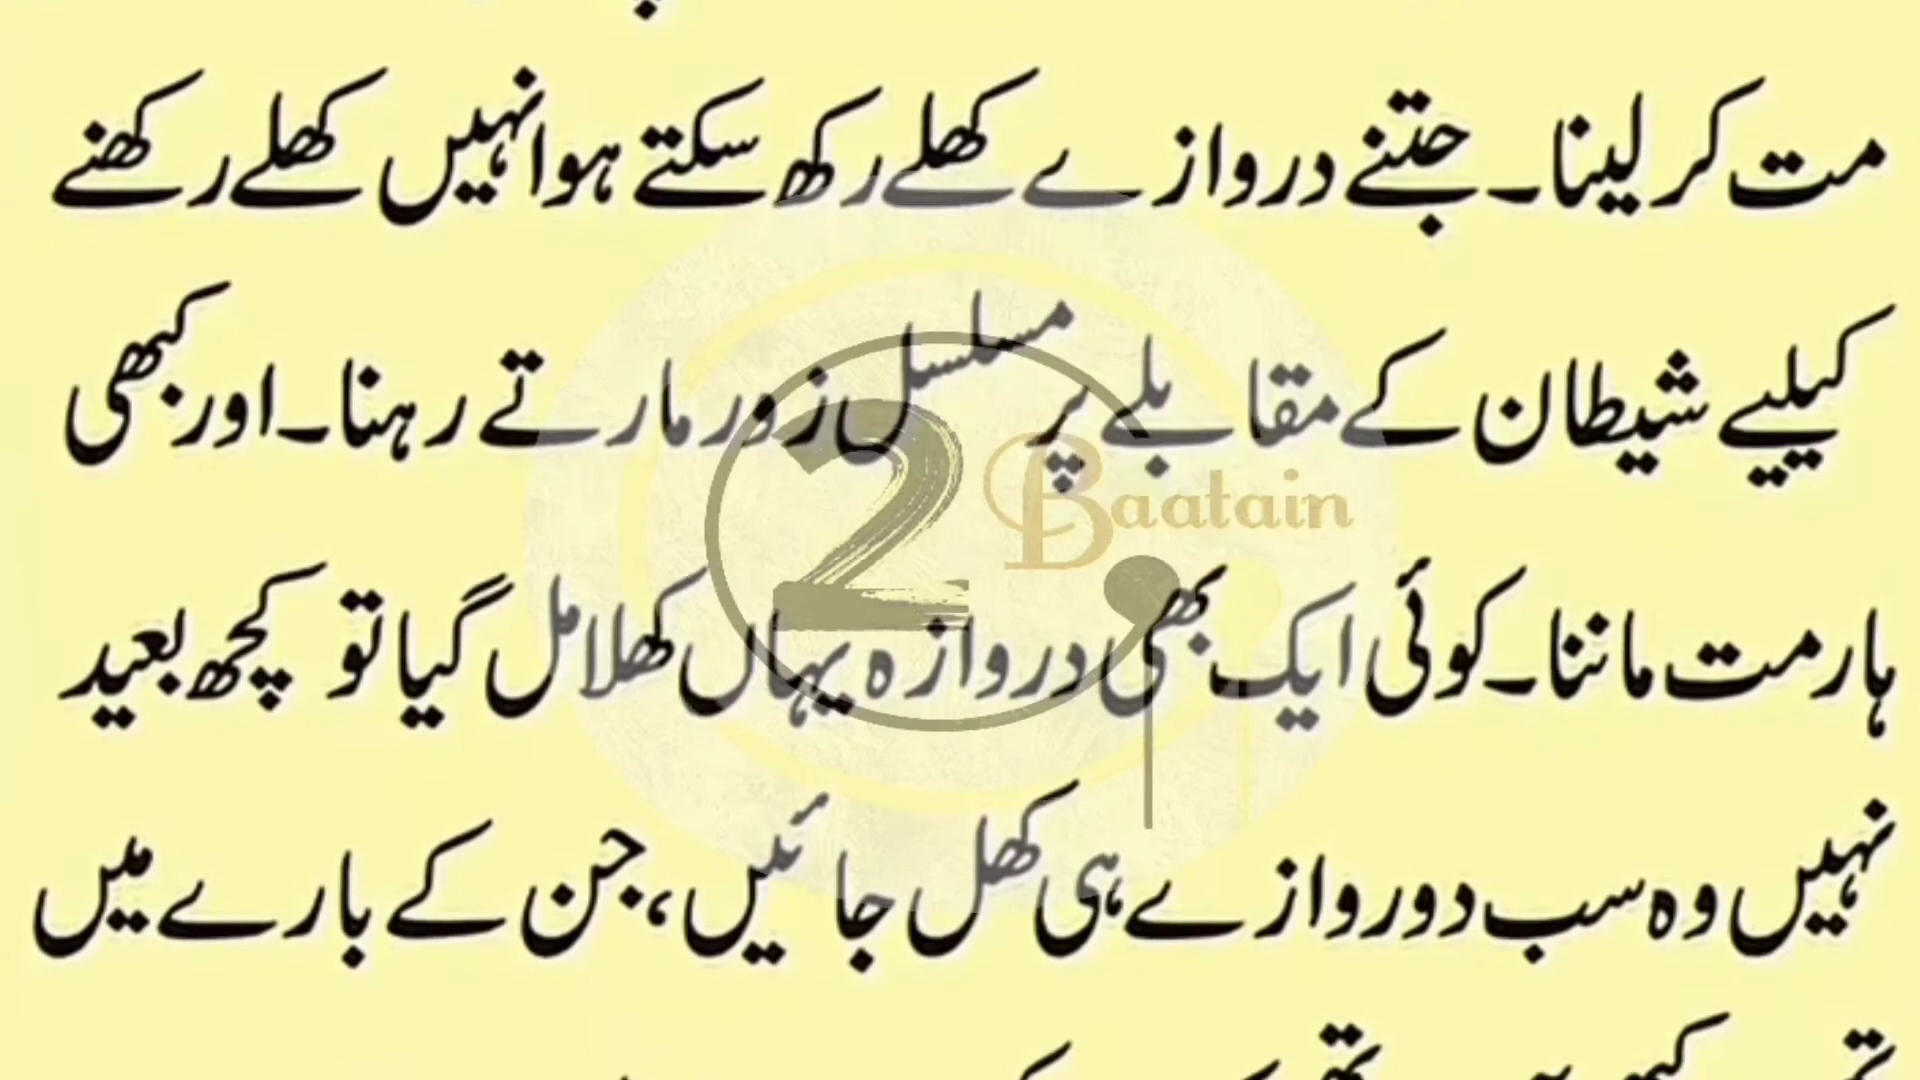 مت کر لینا۔ جتنے دروازے کھلے رکھ سکتے ہو انہیں کھلے رکھنے
کیلیے شیطان کے مقابلے پر مسلسل زور مارتے رہنا۔ اور کبھی
ہار مت ماننا۔ کوئی ایک بھی دروازہ یہاں کھلا مل گیا تو کچھ بعید
نہیں وہ سب دوروازے ہی کھل جائیں، جن کے بارے میں
2 Baatain